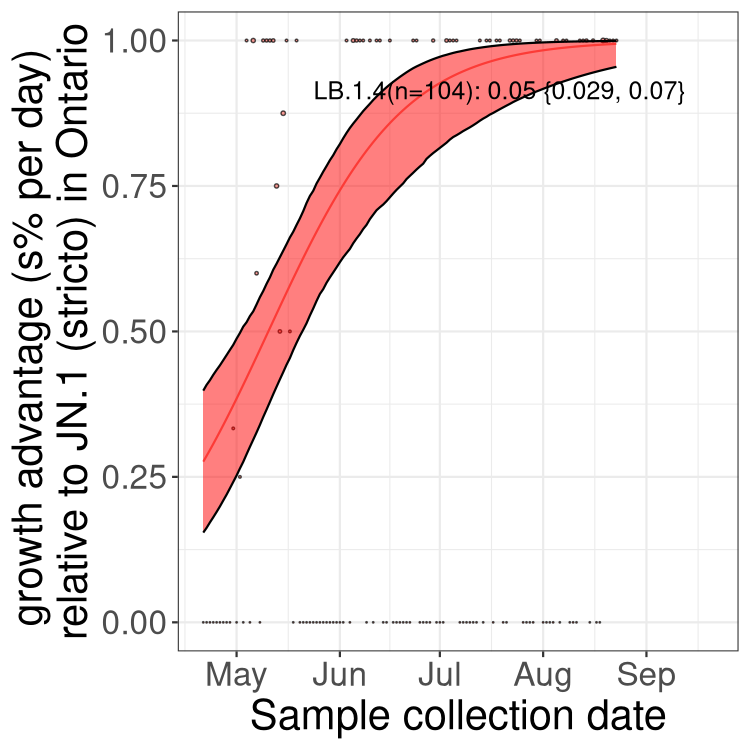 growth advantage (s% per day)
relative to JN.1 (stricto) in Ontario
1.00
0.75
0.50
0.25
0.00
LB.1.4(n=104): 0.05 {0.029, 0.07}
May Jun Jul Aug Sep
Sample collection date